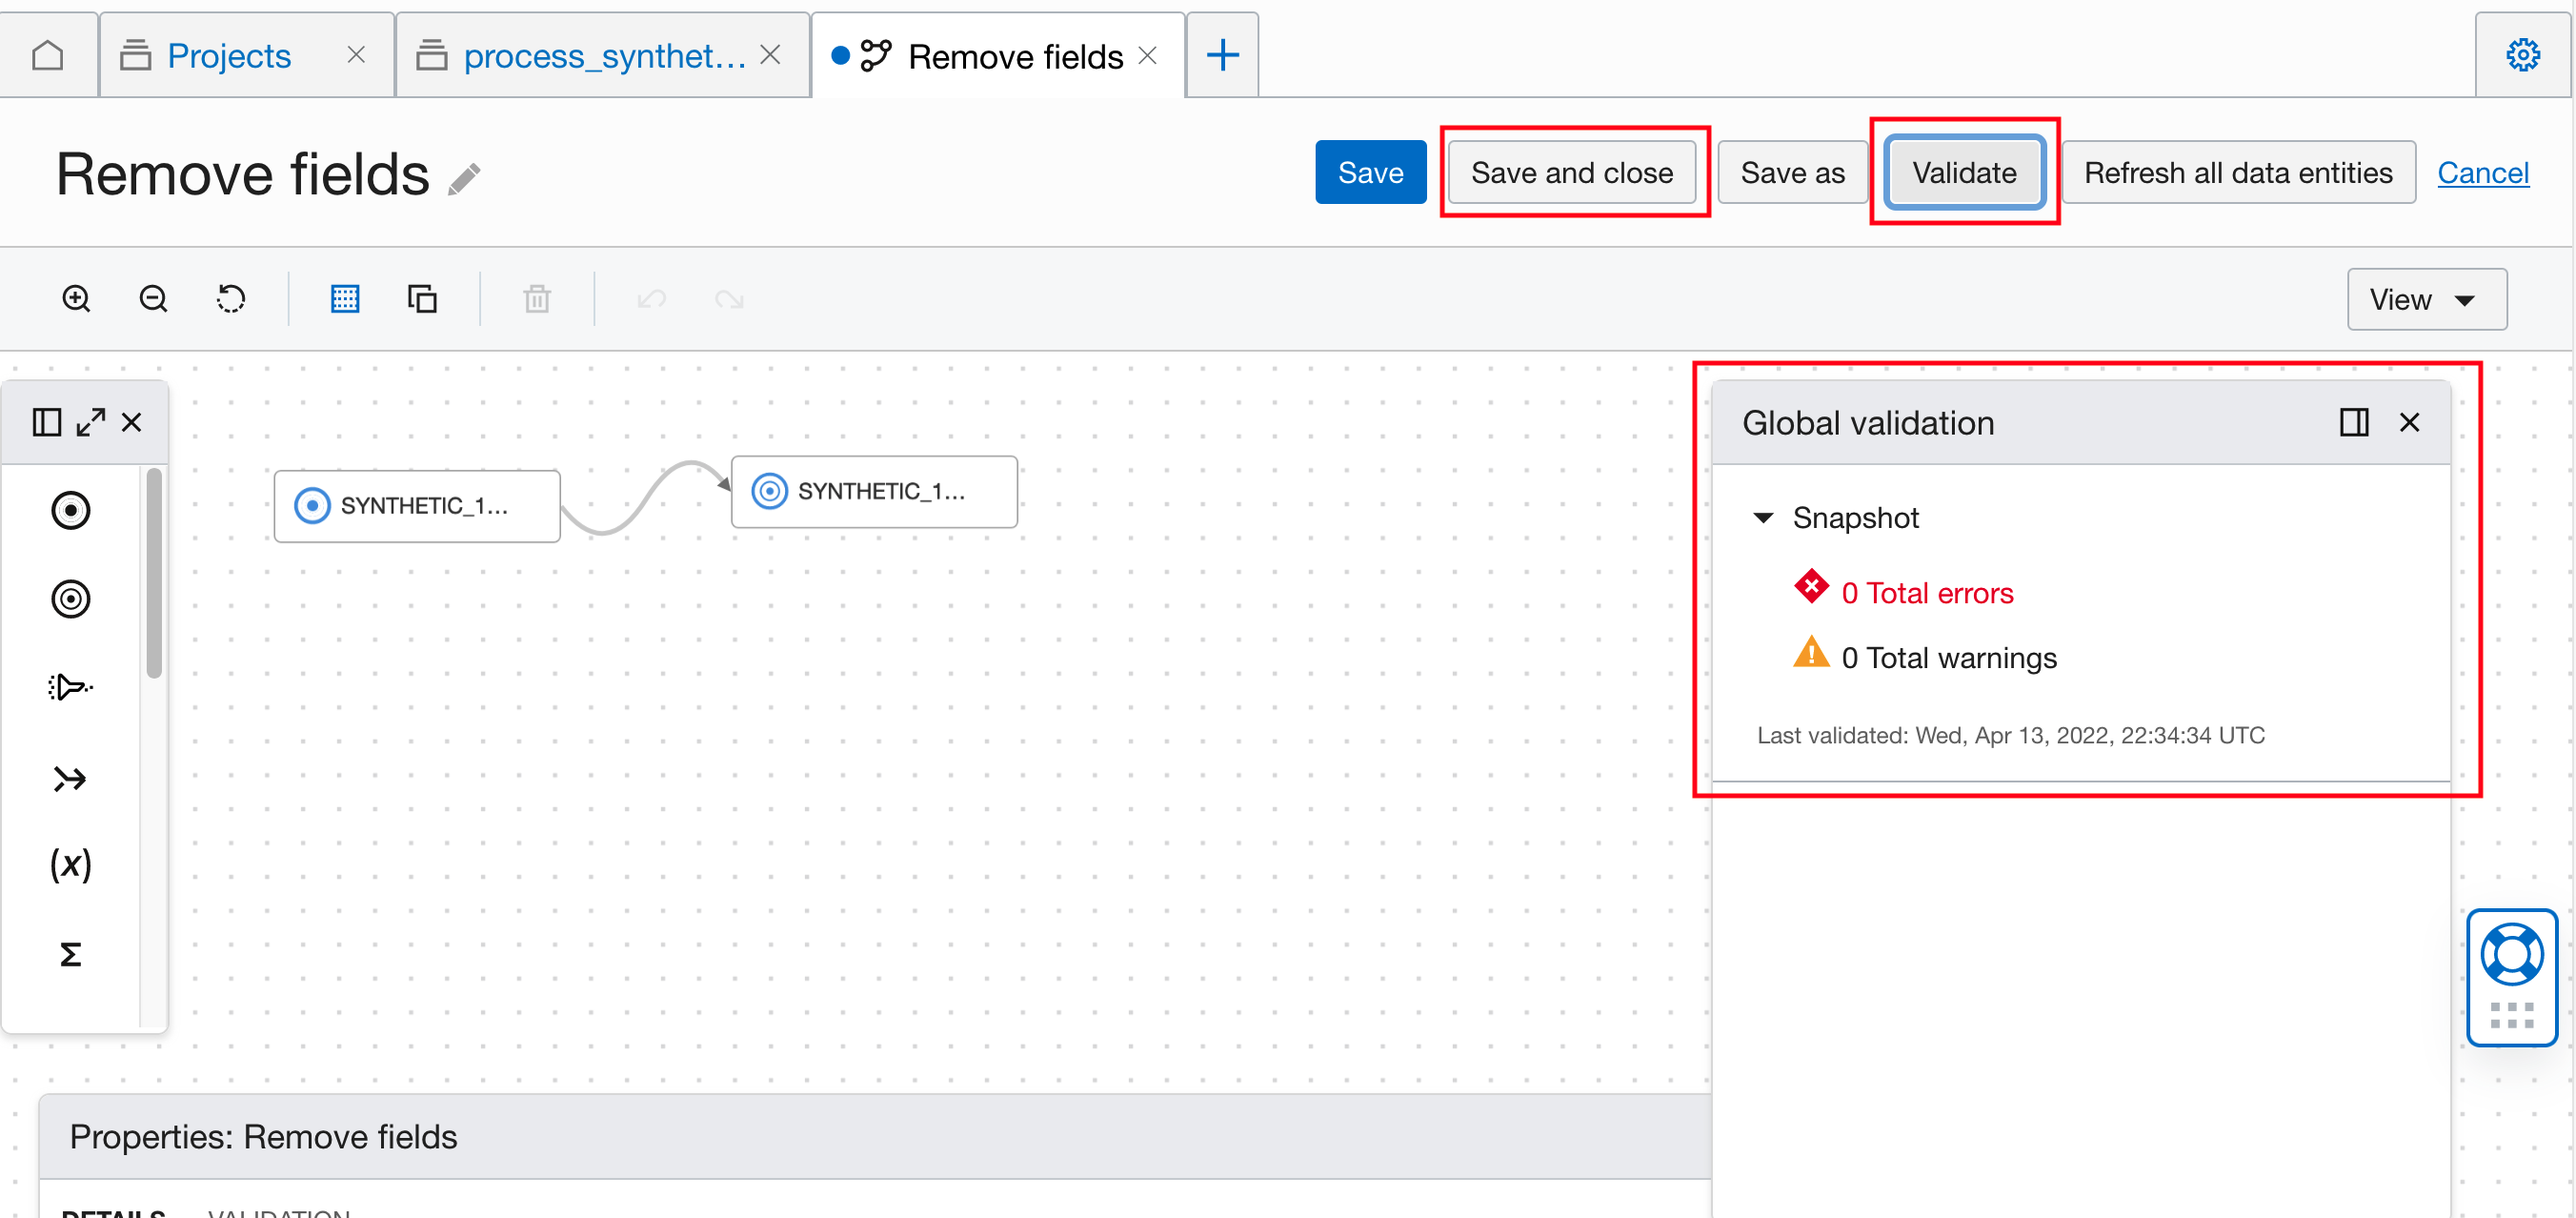 Projects
process_synthet...
Remove fields
Remove fields
Save
Save and close
Save as
Validate
Refresh all data entities
Cancel
View
SYNTHETIC_1...
SYNTHETIC_1...
Global validation
Snapshot
0 Total errors
0 Total warnings
Last validated: Wed, Apr 13, 2022, 22:34:34 UTC
(x)
Σ
Properties: Remove fields
DETAILS
VALIDATION